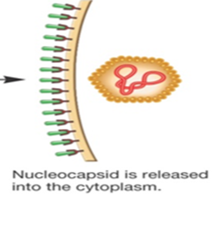 Nucleocapsid is released
into the cytoplasm.